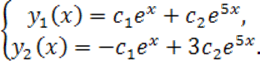 y₁(x) = c₁eˣ + c₂e⁵ˣ,
y₂(x) = −c₁eˣ + 3c₂e⁵ˣ.